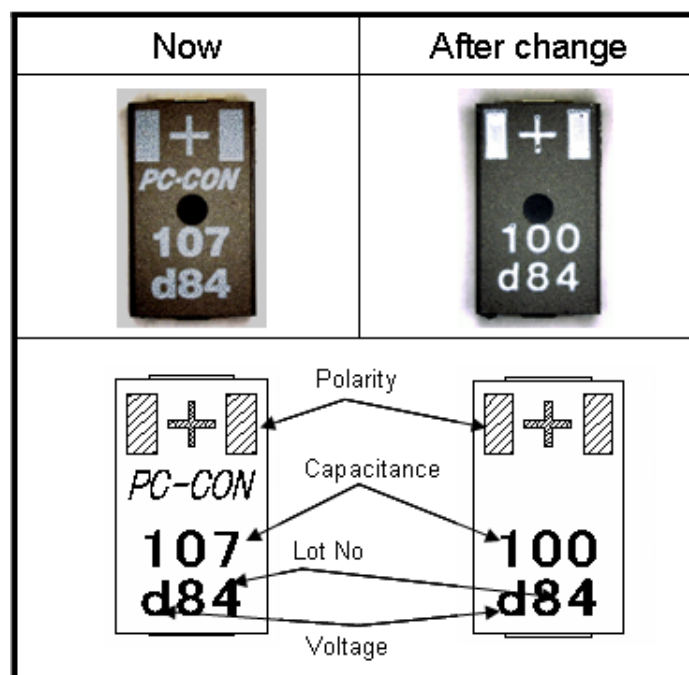 Now
After change
+
PC-CON
107
d84
+
100
d84
Polarity
Capacitance
Lot No
Voltage
+
PC-CON
107
d84
+
100
d84